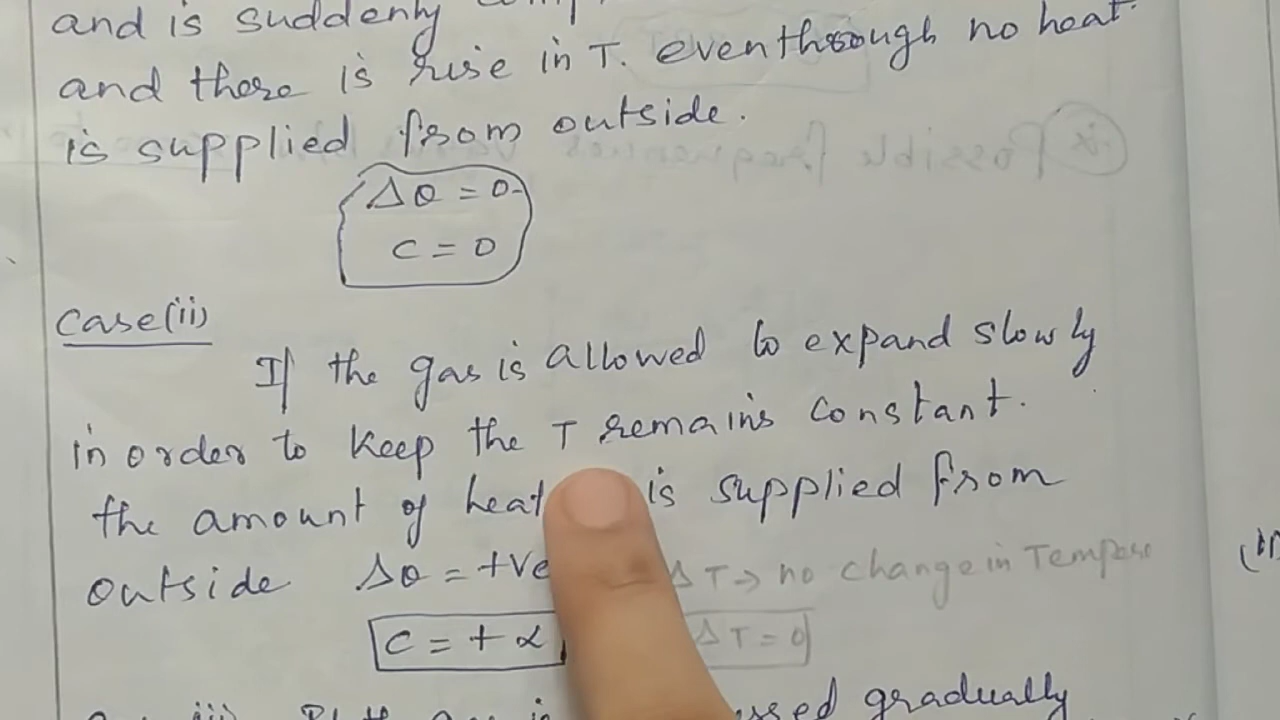 and is suddenly
and there is rise in T. eventhrough no heat
is supplied from outside.
ΔQ = 0
C = 0
Case(ii)
If the gas is allowed to expand slowly
in order to keep the T remains constant.
the amount of heat is supplied from
outside ΔQ = +ve ΔT → no change in Tempera
C = + α ΔT = 0
gradually